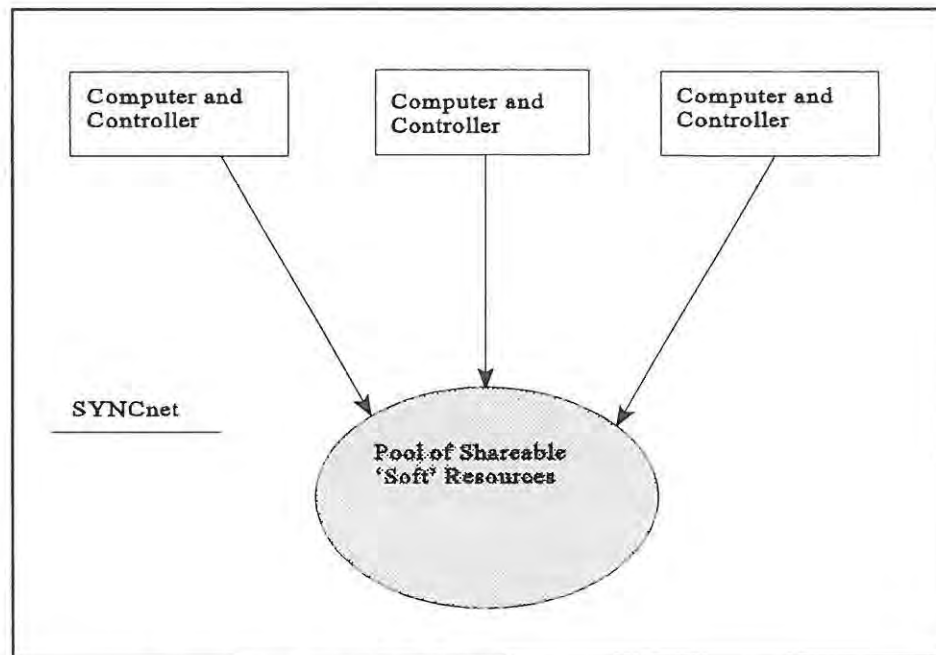 Computer and
Controller
Computer and
Controller
Computer and
Controller
SYNCnet
Pool of Shareable
'Soft' Resources